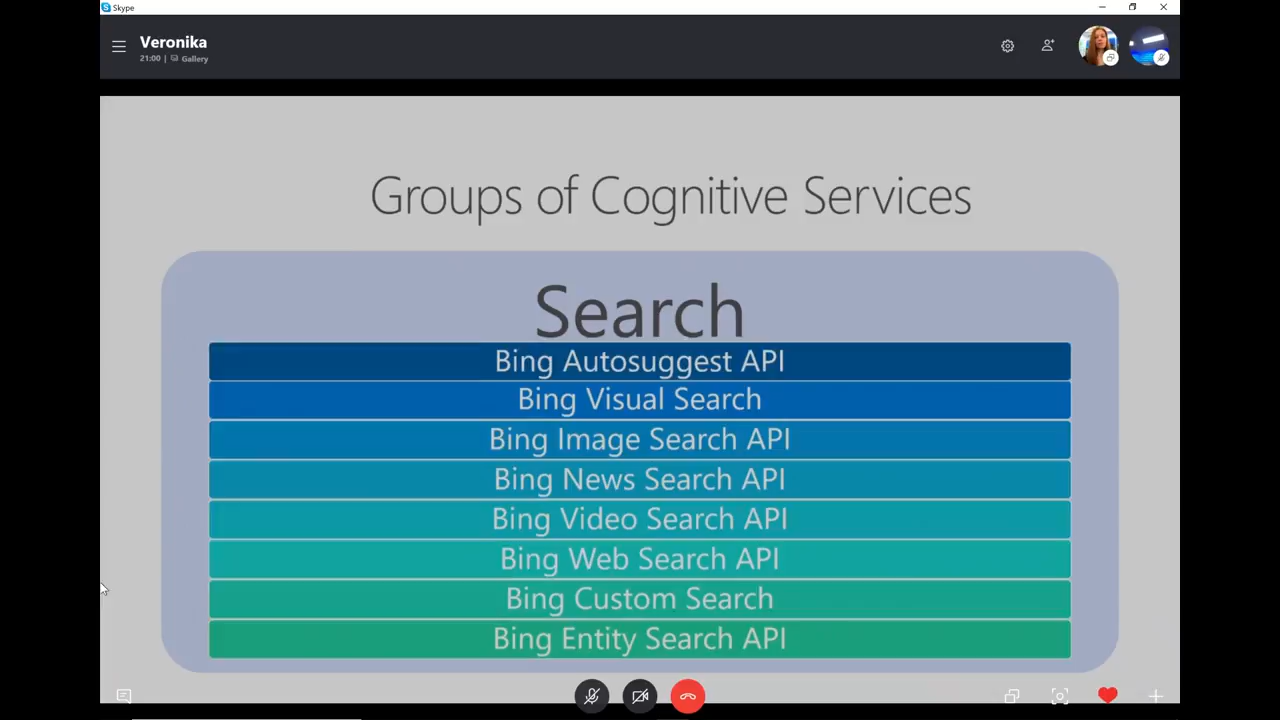 Skype
Veronika
21:00 | Gallery
Groups of Cognitive Services
Search
Bing Autosuggest API
Bing Visual Search
Bing Image Search API
Bing News Search API
Bing Video Search API
Bing Web Search API
Bing Custom Search
Bing Entity Search API